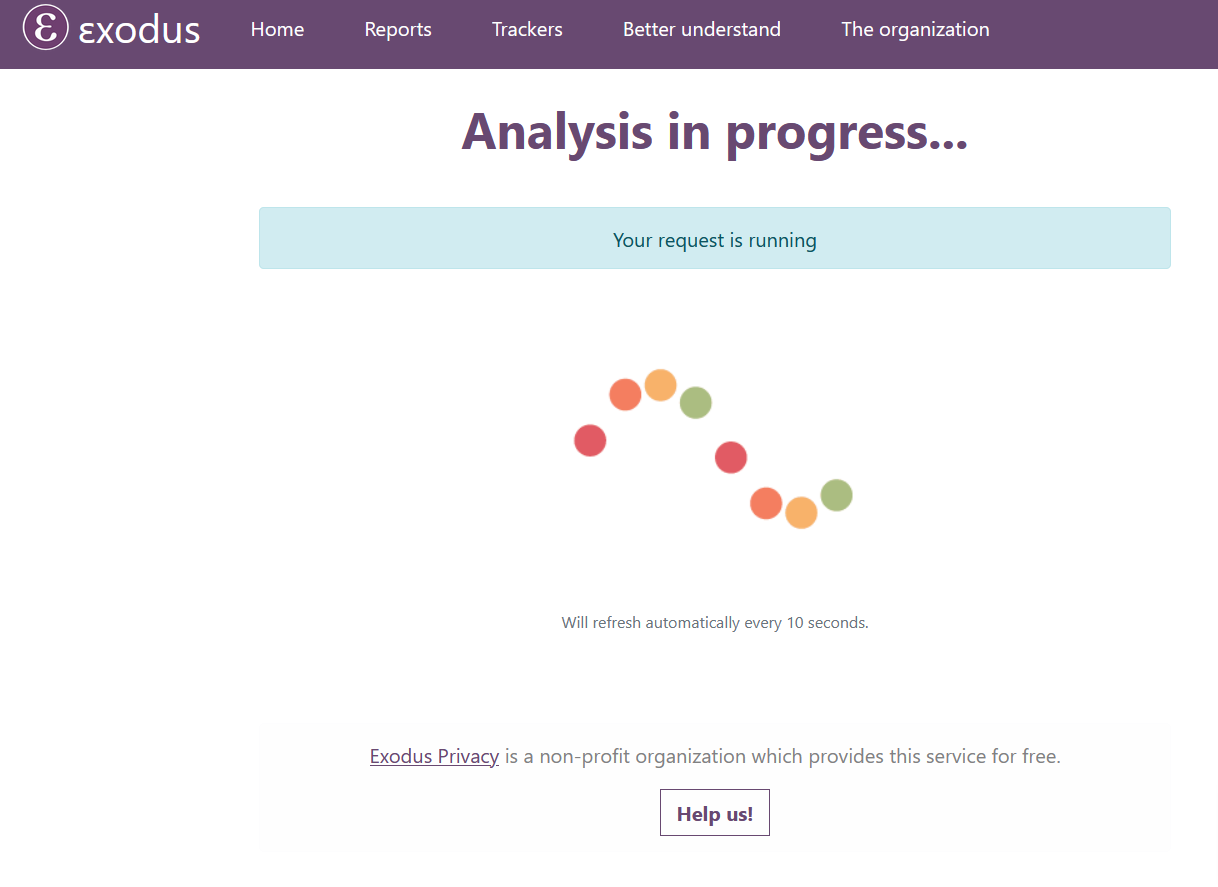 ε εxodus Home Reports Trackers Better understand The organization
Analysis in progress...
Your request is running
Will refresh automatically every 10 seconds.
Exodus Privacy is a non-profit organization which provides this service for free.
Help us!